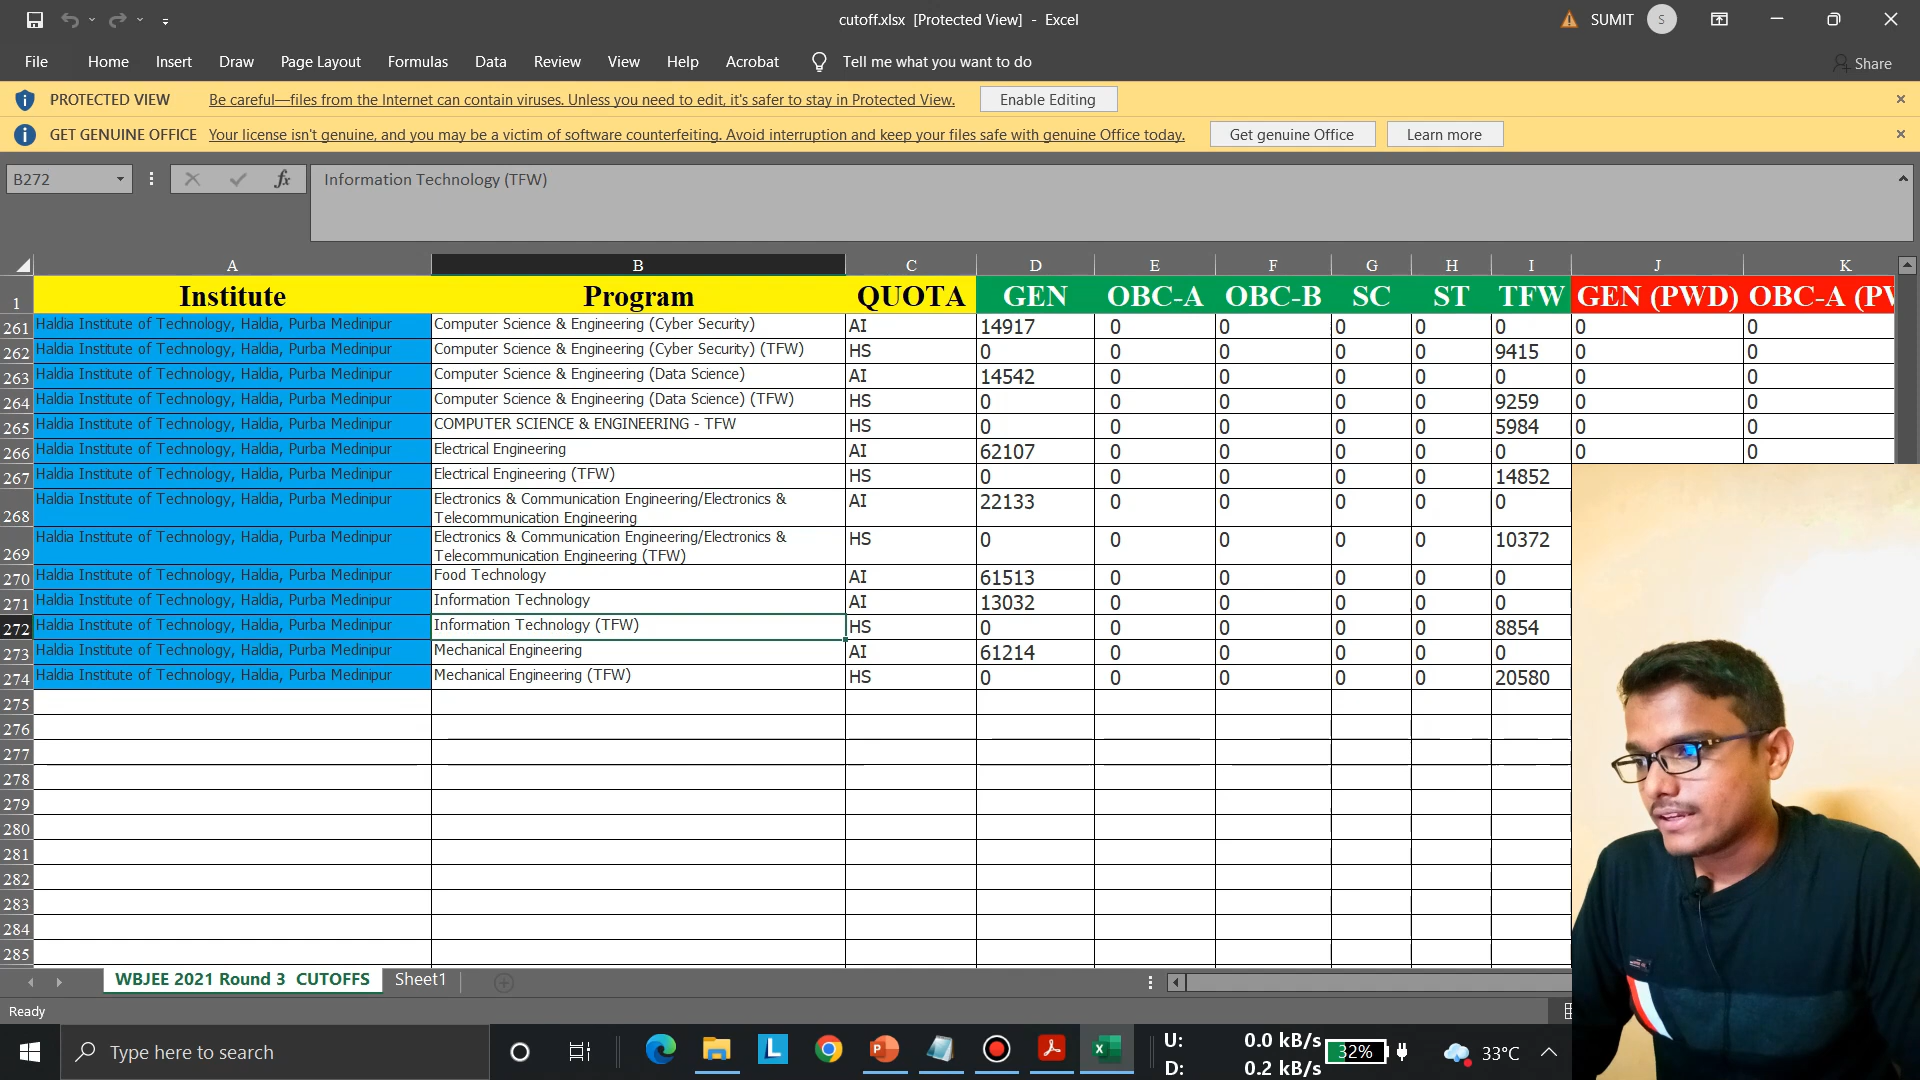 cutoff.xlsx [Protected View] - Excel
SUMIT S
File Home Insert Draw Page Layout Formulas Data Review View Help Acrobat Tell me what you want to do Share
PROTECTED VIEW Be careful—files from the Internet can contain viruses. Unless you need to edit, it's safer to stay in Protected View. Enable Editing
GET GENUINE OFFICE Your license isn't genuine, and you may be a victim of software counterfeiting. Avoid interruption and keep your files safe with genuine Office today. Get genuine Office Learn more
B272 fx Information Technology (TFW)
A B C D E F G H I J K
1 Institute Program QUOTA GEN OBC-A OBC-B SC ST TFW GEN (PWD) OBC-A (PV
261 Haldia Institute of Technology, Haldia, Purba Medinipur Computer Science & Engineering (Cyber Security) AI 14917 0 0 0 0 0 0 0
262 Haldia Institute of Technology, Haldia, Purba Medinipur Computer Science & Engineering (Cyber Security) (TFW) HS 0 0 0 0 0 9415 0 0
263 Haldia Institute of Technology, Haldia, Purba Medinipur Computer Science & Engineering (Data Science) AI 14542 0 0 0 0 0 0 0
264 Haldia Institute of Technology, Haldia, Purba Medinipur Computer Science & Engineering (Data Science) (TFW) HS 0 0 0 0 0 9259 0 0
265 Haldia Institute of Technology, Haldia, Purba Medinipur COMPUTER SCIENCE & ENGINEERING - TFW HS 0 0 0 0 0 5984 0 0
266 Haldia Institute of Technology, Haldia, Purba Medinipur Electrical Engineering AI 62107 0 0 0 0 0 0 0
267 Haldia Institute of Technology, Haldia, Purba Medinipur Electrical Engineering (TFW) HS 0 0 0 0 0 14852
268 Haldia Institute of Technology, Haldia, Purba Medinipur Electronics & Communication Engineering/Electronics & AI 22133 0 0 0 0 0
Telecommunication Engineering
269 Haldia Institute of Technology, Haldia, Purba Medinipur Electronics & Communication Engineering/Electronics & HS 0 0 0 0 0 10372
Telecommunication Engineering (TFW)
270 Haldia Institute of Technology, Haldia, Purba Medinipur Food Technology AI 61513 0 0 0 0 0
271 Haldia Institute of Technology, Haldia, Purba Medinipur Information Technology AI 13032 0 0 0 0 0
272 Haldia Institute of Technology, Haldia, Purba Medinipur Information Technology (TFW) HS 0 0 0 0 0 8854
273 Haldia Institute of Technology, Haldia, Purba Medinipur Mechanical Engineering AI 61214 0 0 0 0 0
274 Haldia Institute of Technology, Haldia, Purba Medinipur Mechanical Engineering (TFW) HS 0 0 0 0 0 20580
275
276
277
278
279
280
281
282
283
284
285
WBJEE 2021 Round 3 CUTOFFS Sheet1
Ready
Type here to search
U: 0.0 kB/s
D: 0.2 kB/s
32%
33°C